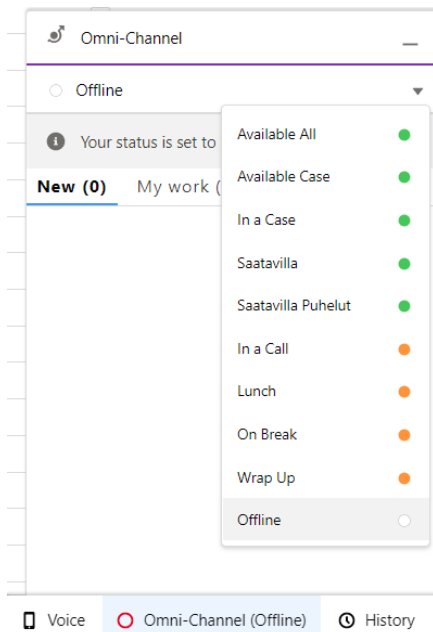 Omni-Channel
Offline
Your status is set to
New (0) My work (
Available All
Available Case
In a Case
Saatavilla
Saatavilla Puhelut
In a Call
Lunch
On Break
Wrap Up
Offline
Voice Omni-Channel (Offline) History